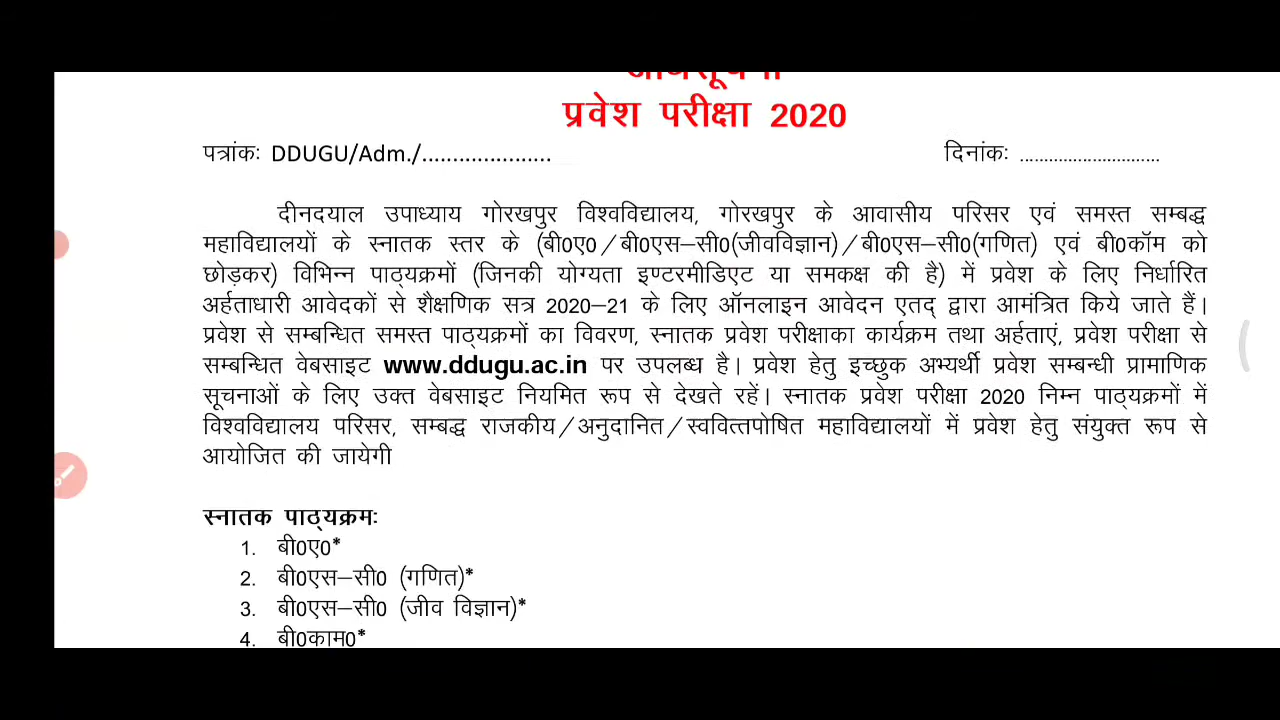 प्रवेश परीक्षा 2020
पत्रांकः DDUGU/Adm./.....................
दिनांकः .............................
दीनदयाल उपाध्याय गोरखपुर विश्वविद्यालय, गोरखपुर के आवासीय परिसर एवं समस्त सम्बद्ध
महाविद्यालयों के स्नातक स्तर के (बी0ए0/बी0एस–सी0(जीवविज्ञान)/बी0एस–सी0(गणित) एवं बी0कॉम को
छोड़कर) विभिन्न पाठ्यक्रमों (जिनकी योग्यता इण्टरमीडिएट या समकक्ष की है) में प्रवेश के लिए निर्धारित
अर्हताधारी आवेदकों से शैक्षणिक सत्र 2020–21 के लिए ऑनलाइन आवेदन एतद् द्वारा आमंत्रित किये जाते हैं।
प्रवेश से सम्बन्धित समस्त पाठ्यक्रमों का विवरण, स्नातक प्रवेश परीक्षाका कार्यक्रम तथा अर्हताएं, प्रवेश परीक्षा से
सम्बन्धित वेबसाइट www.ddugu.ac.in पर उपलब्ध है। प्रवेश हेतु इच्छुक अभ्यर्थी प्रवेश सम्बन्धी प्रामाणिक
सूचनाओं के लिए उक्त वेबसाइट नियमित रूप से देखते रहें। स्नातक प्रवेश परीक्षा 2020 निम्न पाठ्यक्रमों में
विश्वविद्यालय परिसर, सम्बद्ध राजकीय/अनुदानित/स्ववित्तपोषित महाविद्यालयों में प्रवेश हेतु संयुक्त रूप से
आयोजित की जायेगी
स्नातक पाठ्यक्रमः
1. बी0ए0*
2. बी0एस–सी0 (गणित)*
3. बी0एस–सी0 (जीव विज्ञान)*
4. बी0काम0*